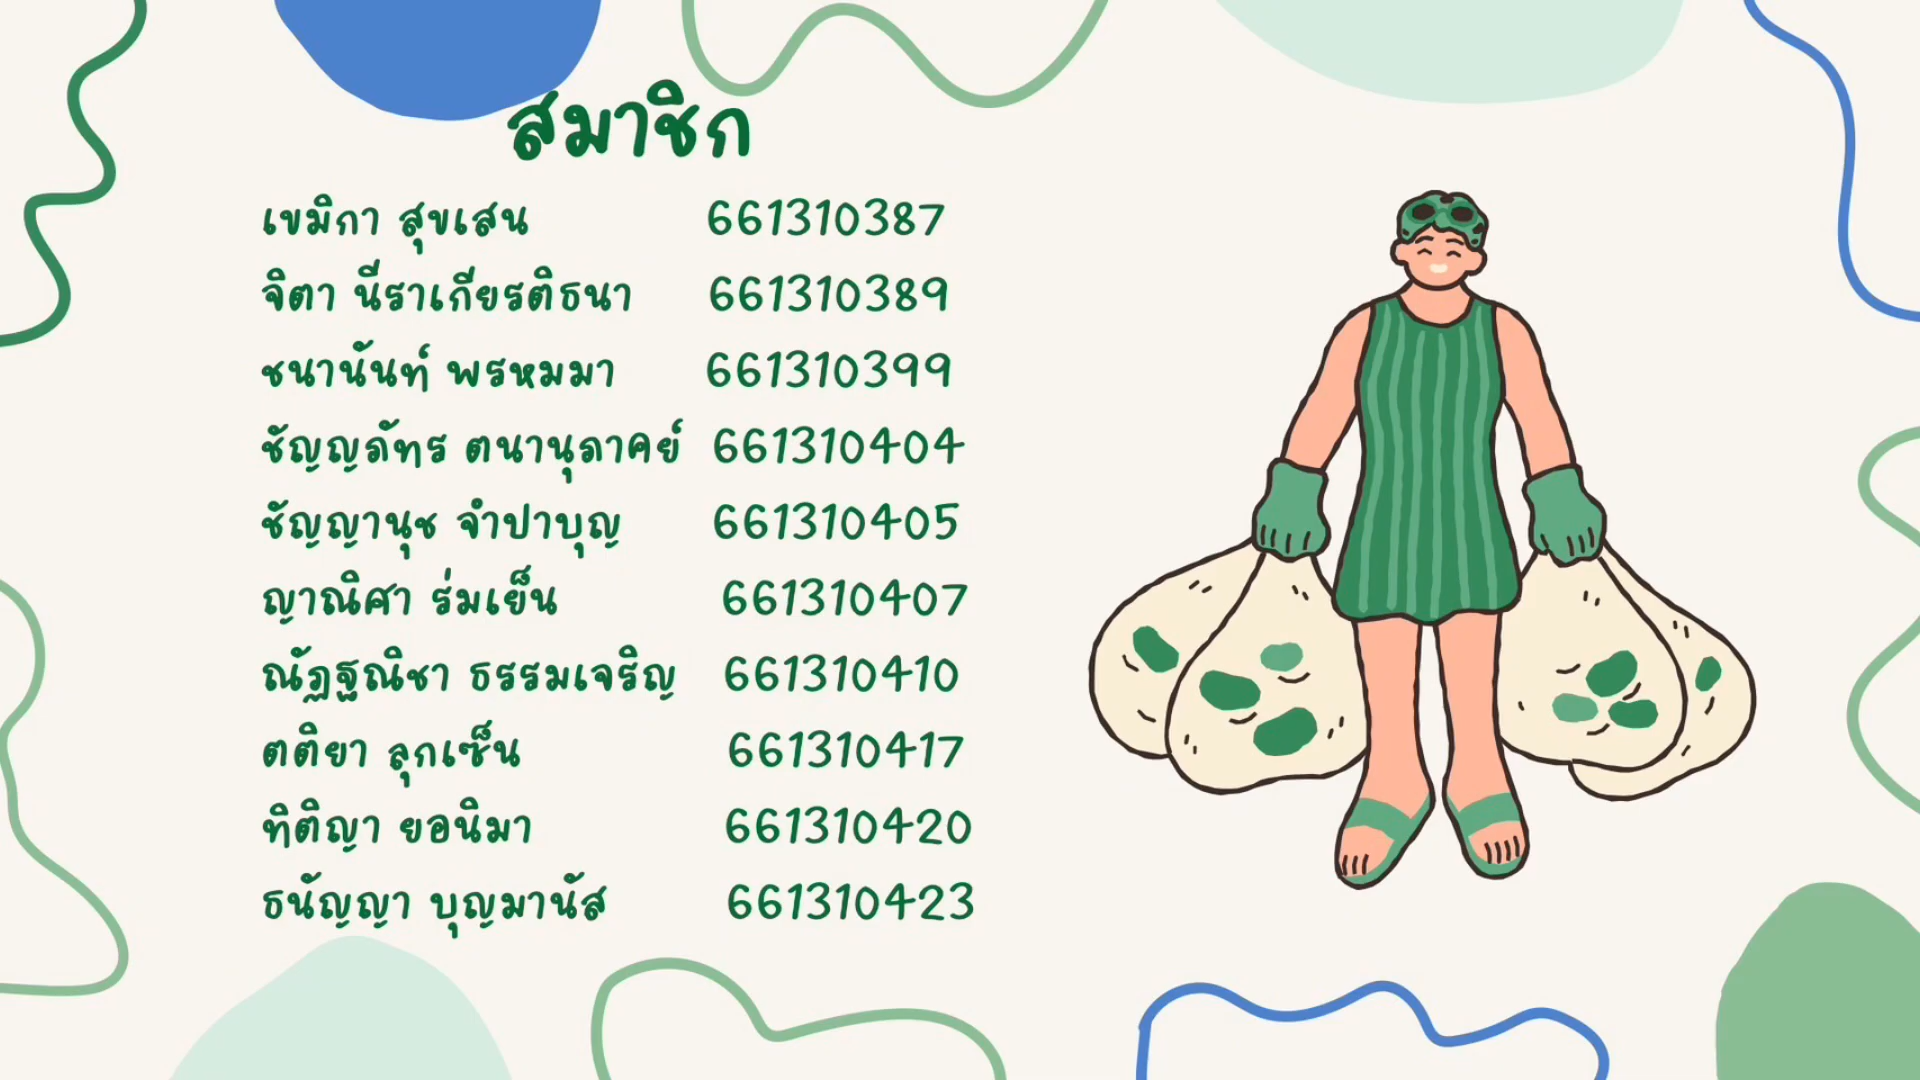 สมาชิก
เขมิกา สุขเสน 661310387
จิตา นีราเกียรติธนา 661310389
ชนานันท์ พรหมมา 661310399
ชัญญภัทร ตนานุภาคย์ 661310404
ชัญญานุช จำปาบุญ 661310405
ญาณิศา ร่มเย็น 661310407
ณัฏฐณิชา ธรรมเจริญ 661310410
ตติยา ลุกเซ็น 661310417
ทิติญา ยอนิมา 661310420
ธนัญญา บุญมานัส 661310423